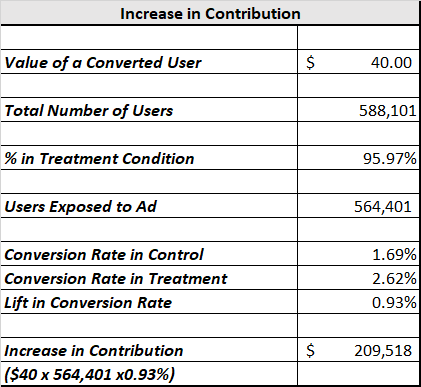 Increase in Contribution
Value of a Converted User $ 40.00
Total Number of Users 588,101
% in Treatment Condition 95.97%
Users Exposed to Ad 564,401
Conversion Rate in Control 1.69%
Conversion Rate in Treatment 2.62%
Lift in Conversion Rate 0.93%
Increase in Contribution $ 209,518
($40 x 564,401 x0.93%)